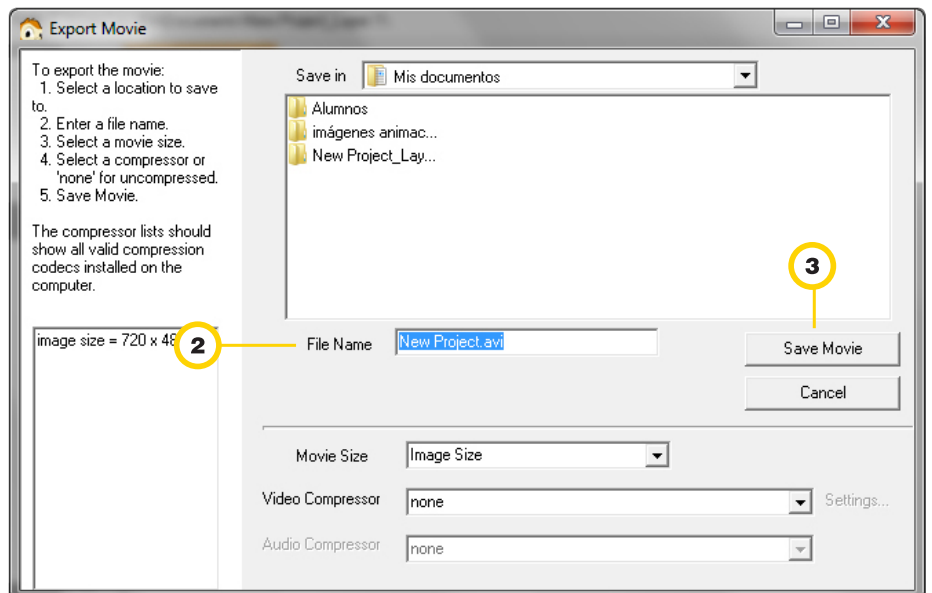 Export Movie
To export the movie:
1. Select a location to save
to.
2. Enter a file name.
3. Select a movie size.
4. Select a compressor or
'none' for uncompressed.
5. Save Movie.
The compressor lists should
show all valid compression
codecs installed on the
computer.
image size = 720 x
Save in
Mis documentos
Alumnos
imágenes animac...
New Project_Lay...
3
2
File Name
New Project.avi
Save Movie
Cancel
Movie Size
Image Size
Video Compressor
none
Settings...
Audio Compressor
none